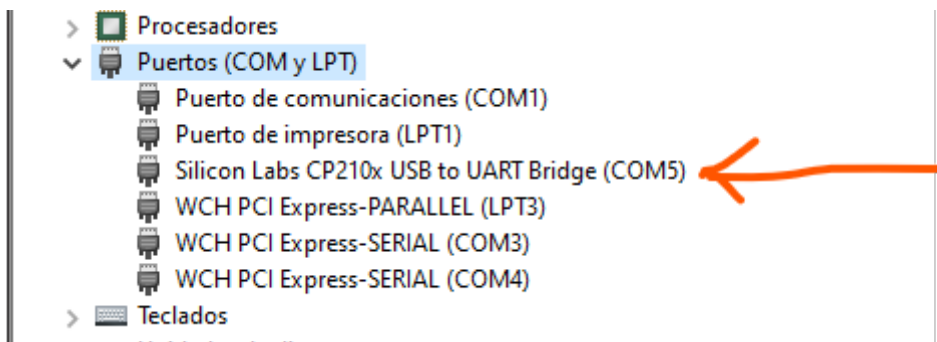 Procesadores
Puertos (COM y LPT)
Puerto de comunicaciones (COM1)
Puerto de impresora (LPT1)
Silicon Labs CP210x USB to UART Bridge (COM5)
WCH PCI Express-PARALLEL (LPT3)
WCH PCI Express-SERIAL (COM3)
WCH PCI Express-SERIAL (COM4)
Teclados